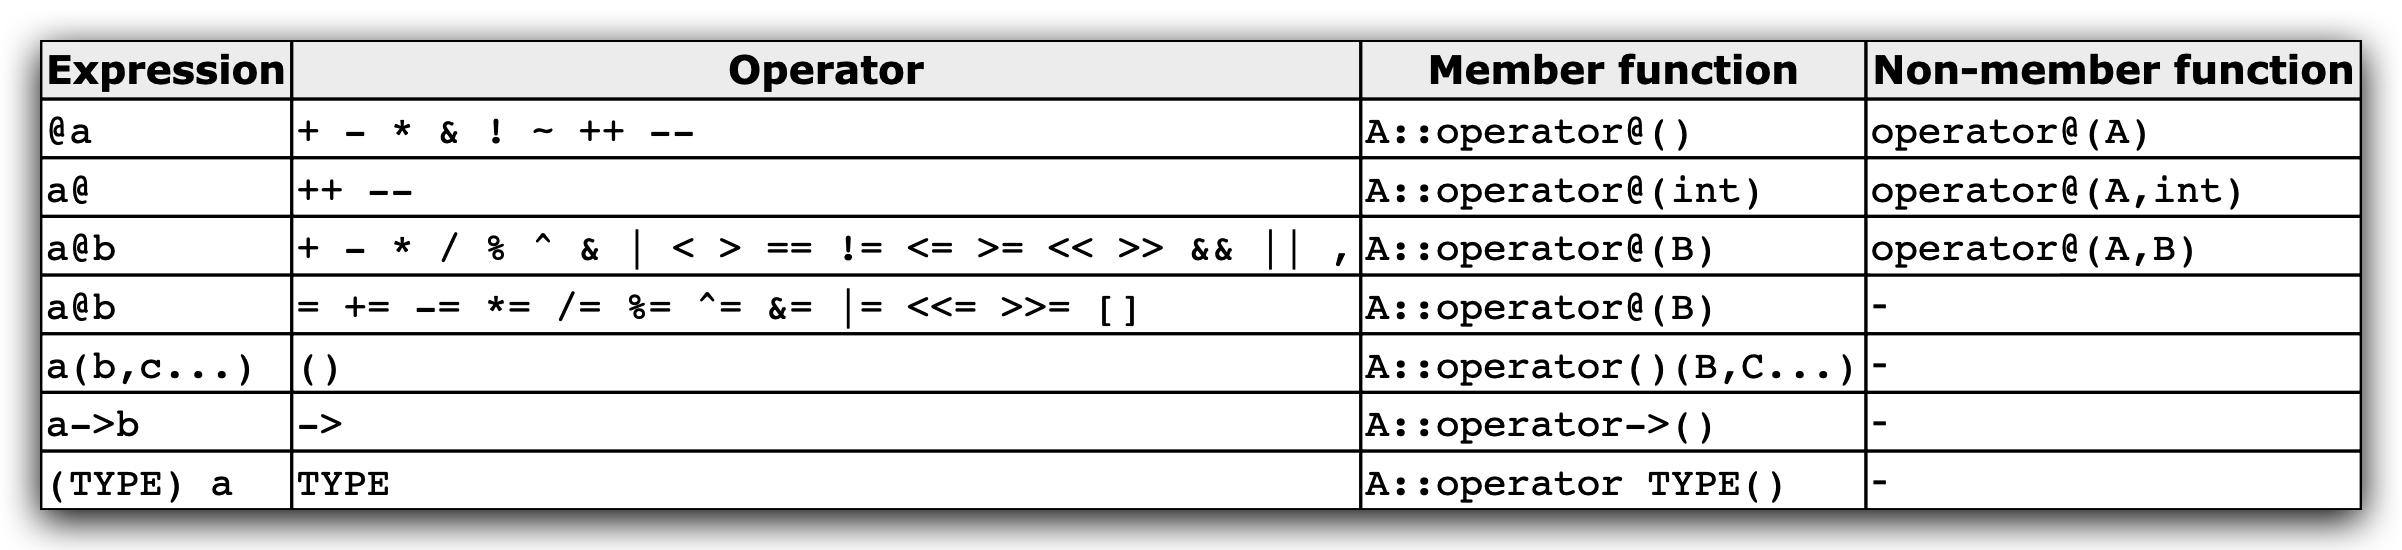 Expression Operator Member function Non-member function
@a + - * & ! ~ ++ -- A::operator@() operator@(A)
a@ ++ -- A::operator@(int) operator@(A,int)
a@b + - * / % ^ & | < > == != <= >= << >> && || , A::operator@(B) operator@(A,B)
a@b = += -= *= /= %= ^= &= |= <<= >>= [] A::operator@(B) -
a(b,c...) () A::operator()(B,C...) -
a->b -> A::operator->() -
(TYPE) a TYPE A::operator TYPE() -